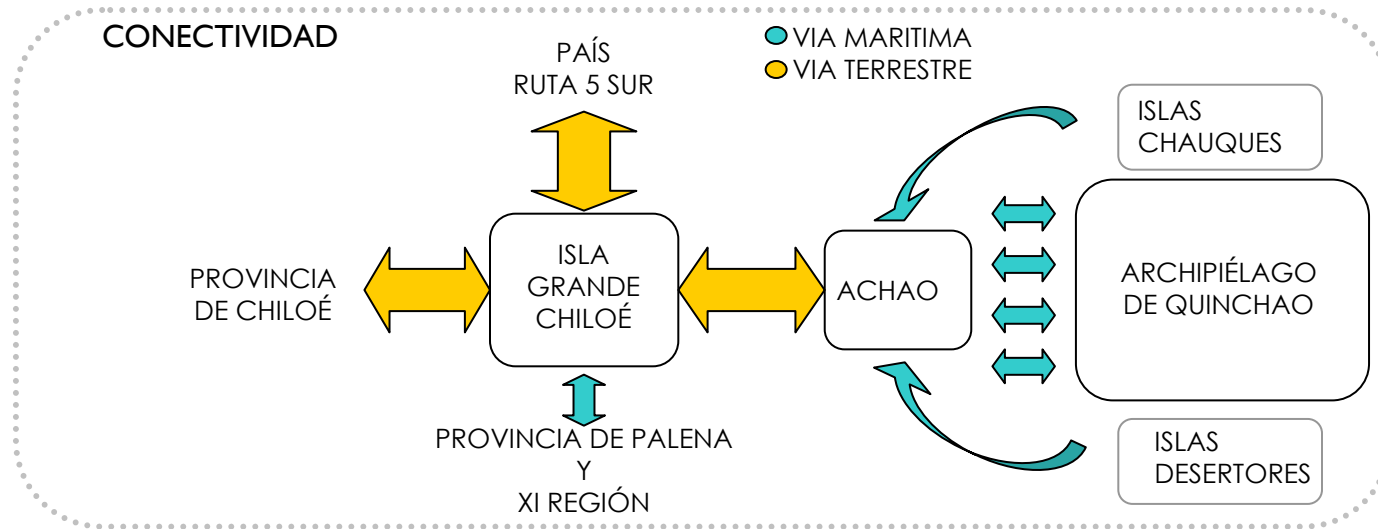 CONECTIVIDAD
VIA MARITIMA
VIA TERRESTRE
PAÍS
RUTA 5 SUR
PROVINCIA
DE CHILOÉ
ISLA
GRANDE
CHILOÉ
PROVINCIA DE PALENA
Y
XI REGIÓN
ACHAO
ISLAS
CHAUQUES
ARCHIPIÉLAGO
DE QUINCHAO
ISLAS
DESERTORES